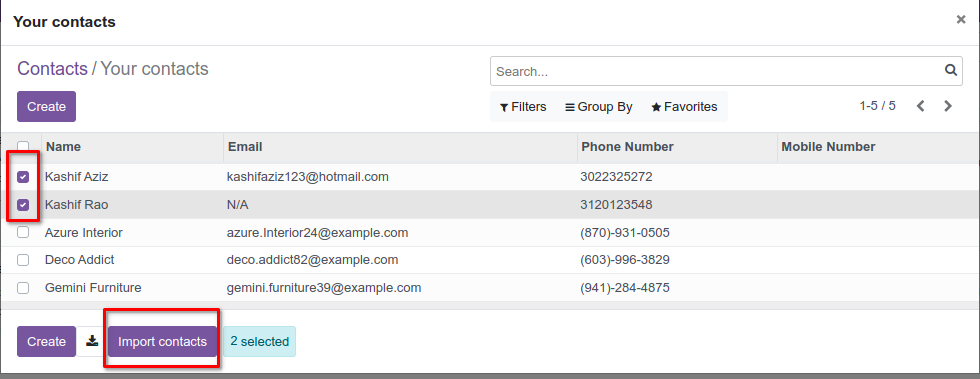 Your contacts ×
Contacts / Your contacts
Search...
Create
Filters Group By Favorites 1-5 / 5
Name Email Phone Number Mobile Number
Kashif Aziz kashifaziz123@hotmail.com 3022325272
Kashif Rao N/A 3120123548
Azure Interior azure.Interior24@example.com (870)-931-0505
Deco Addict deco.addict82@example.com (603)-996-3829
Gemini Furniture gemini.furniture39@example.com (941)-284-4875
Create Import contacts 2 selected